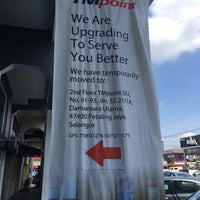 TMpoint
We Are
Upgrading
To Serve
You Better
We have temporarily
moved to:
2nd Floor TMpoint DU,
No. 91-93, Jln. SS 21/1A,
Damansara Utama,
47400 Petaling Jaya,
Selangor